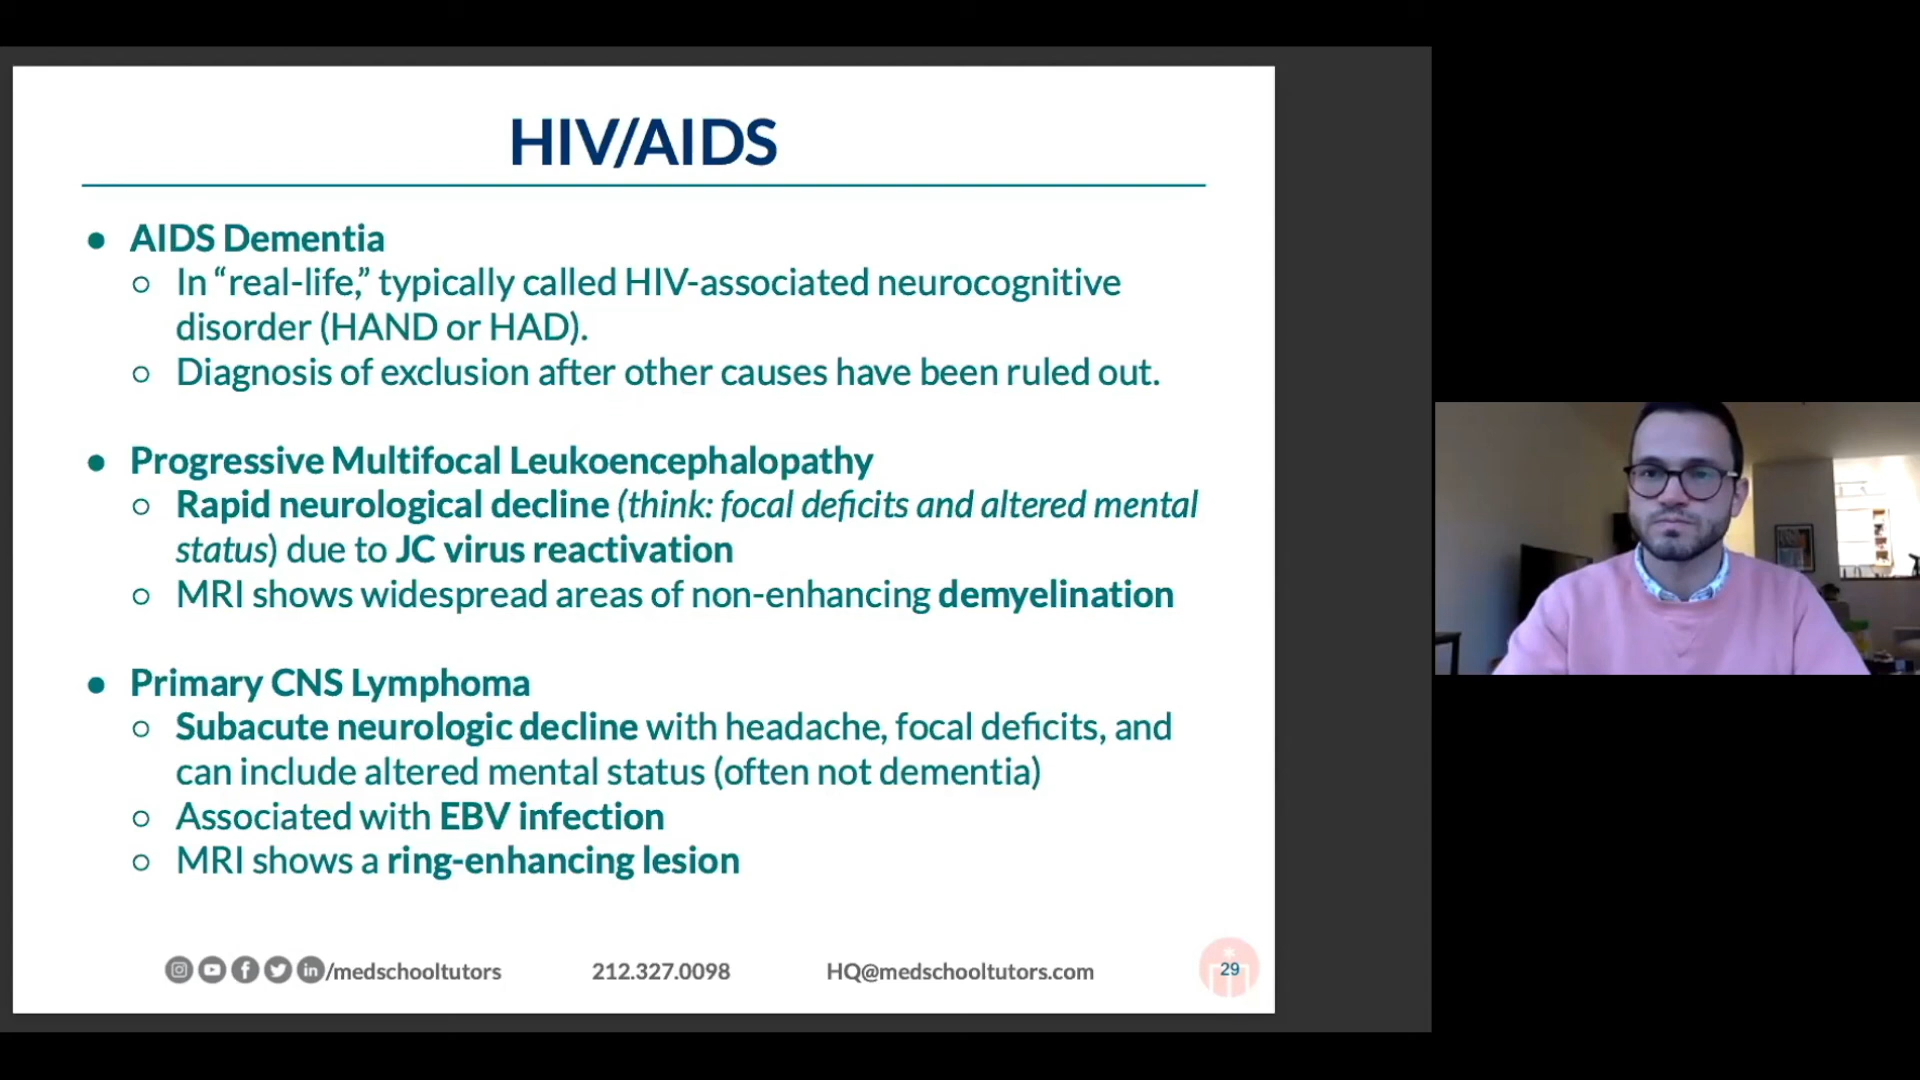 HIV/AIDS
● AIDS Dementia
○ In “real-life,” typically called HIV-associated neurocognitive
disorder (HAND or HAD).
○ Diagnosis of exclusion after other causes have been ruled out.
● Progressive Multifocal Leukoencephalopathy
○ Rapid neurological decline (think: focal deficits and altered mental
status) due to JC virus reactivation
○ MRI shows widespread areas of non-enhancing demyelination
● Primary CNS Lymphoma
○ Subacute neurologic decline with headache, focal deficits, and
can include altered mental status (often not dementia)
○ Associated with EBV infection
○ MRI shows a ring-enhancing lesion
/medschooltutors 212.327.0098 HQ@medschooltutors.com 29